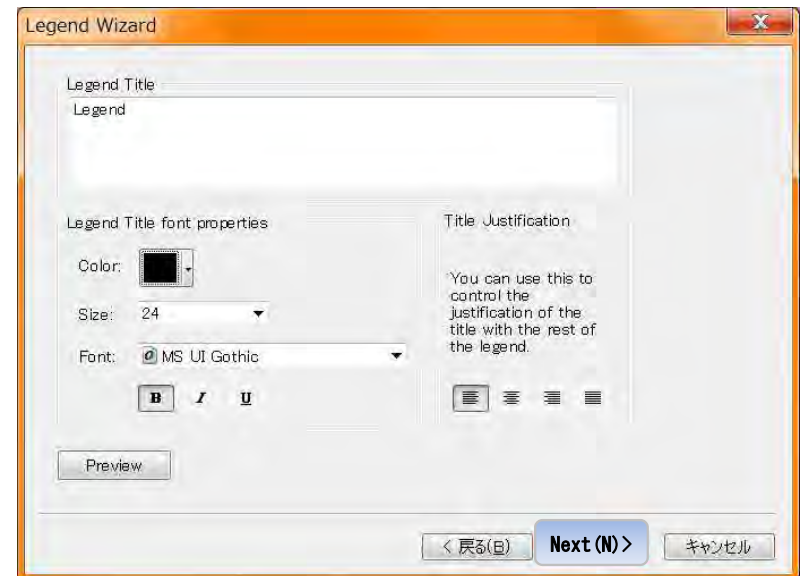 Legend Wizard
Legend Title
Legend
Legend Title font properties
Color:
Size: 24
Font: MS UI Gothic
B I U
Title Justification
You can use this to
control the
justification of the
title with the rest of
the legend.
Preview
< 戻る(B)
Next(N)>
キャンセル